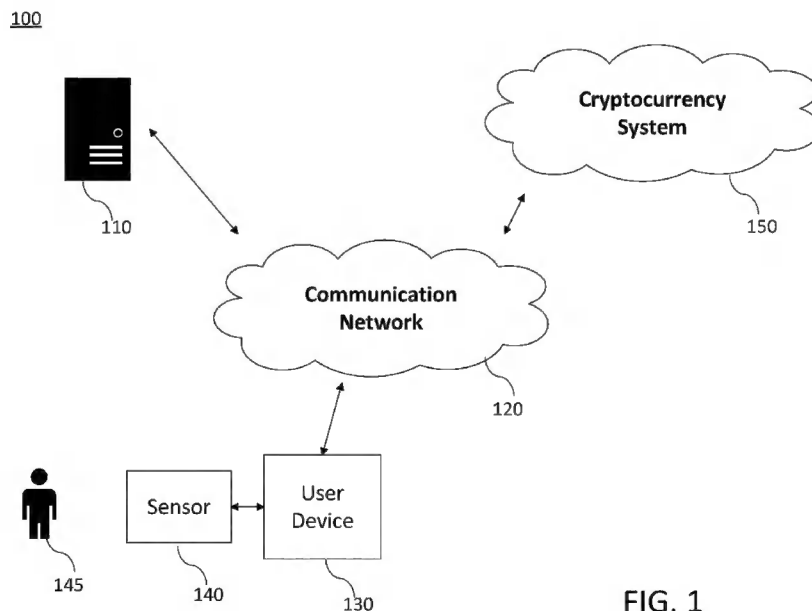 100
Cryptocurrency
System
110
150
Communication
Network
120
Sensor
User
Device
145
140
130
FIG. 1